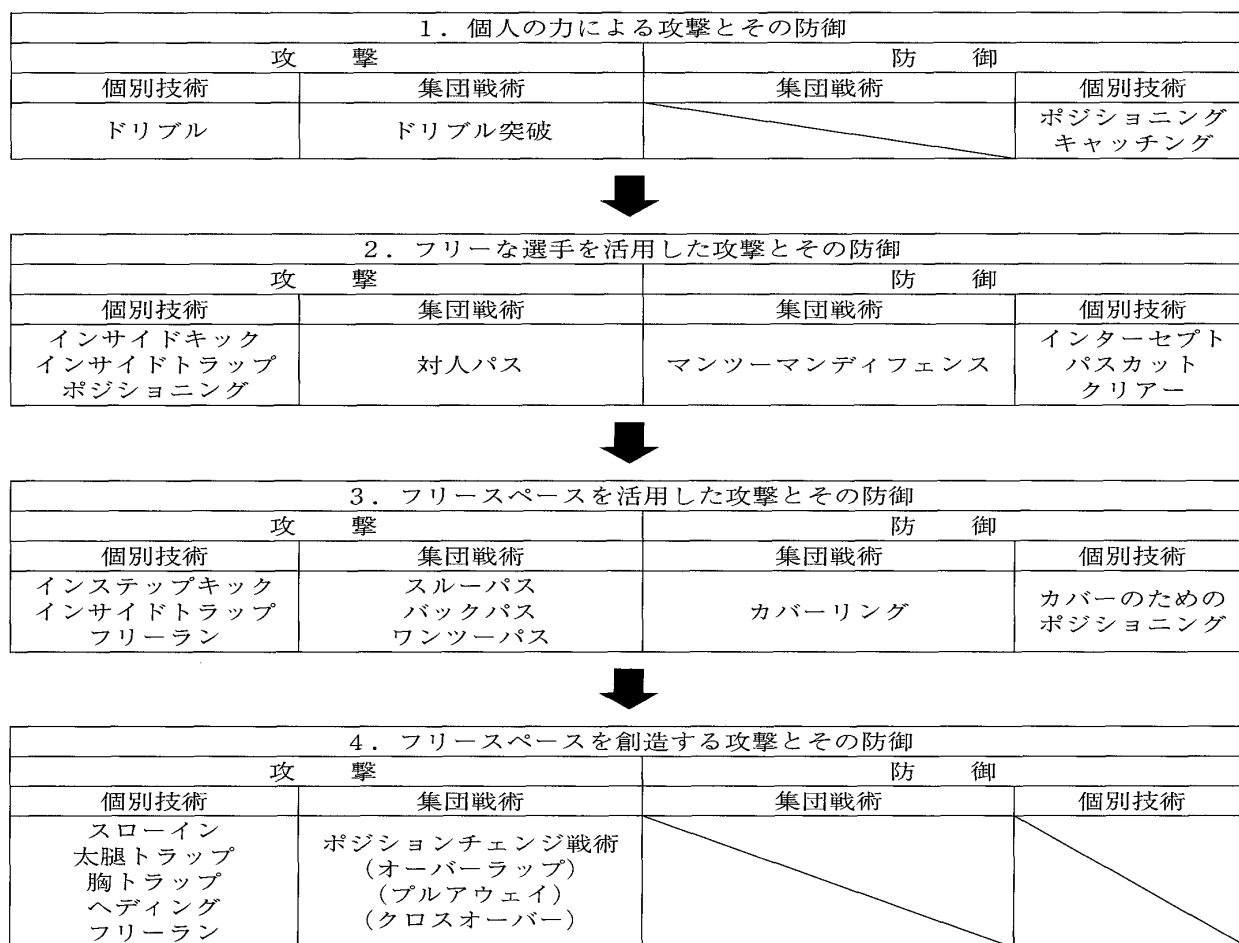 1．個人の力による攻撃とその防御
攻　撃　防　御
個別技術　集団戦術　集団戦術　個別技術
ドリブル　ドリブル突破　ポジショニング
キャッチング
2．フリーな選手を活用した攻撃とその防御
攻　撃　防　御
個別技術　集団戦術　集団戦術　個別技術
インサイドキック　インターセプト
インサイドトラップ　対人パス　マンツーマンディフェンス　パスカット
ポジショニング　クリアー
3．フリースペースを活用した攻撃とその防御
攻　撃　防　御
個別技術　集団戦術　集団戦術　個別技術
インステップキック　スルーパス　カバーのための
インサイドトラップ　バックパス　カバーリング　ポジショニング
フリーラン　ワンツーパス
4．フリースペースを創造する攻撃とその防御
攻　撃　防　御
個別技術　集団戦術　集団戦術　個別技術
スローイン　ポジションチェンジ戦術
太腿トラップ　(オーバーラップ)
胸トラップ　(プルアウェイ)
ヘディング　(クロスオーバー)
フリーラン